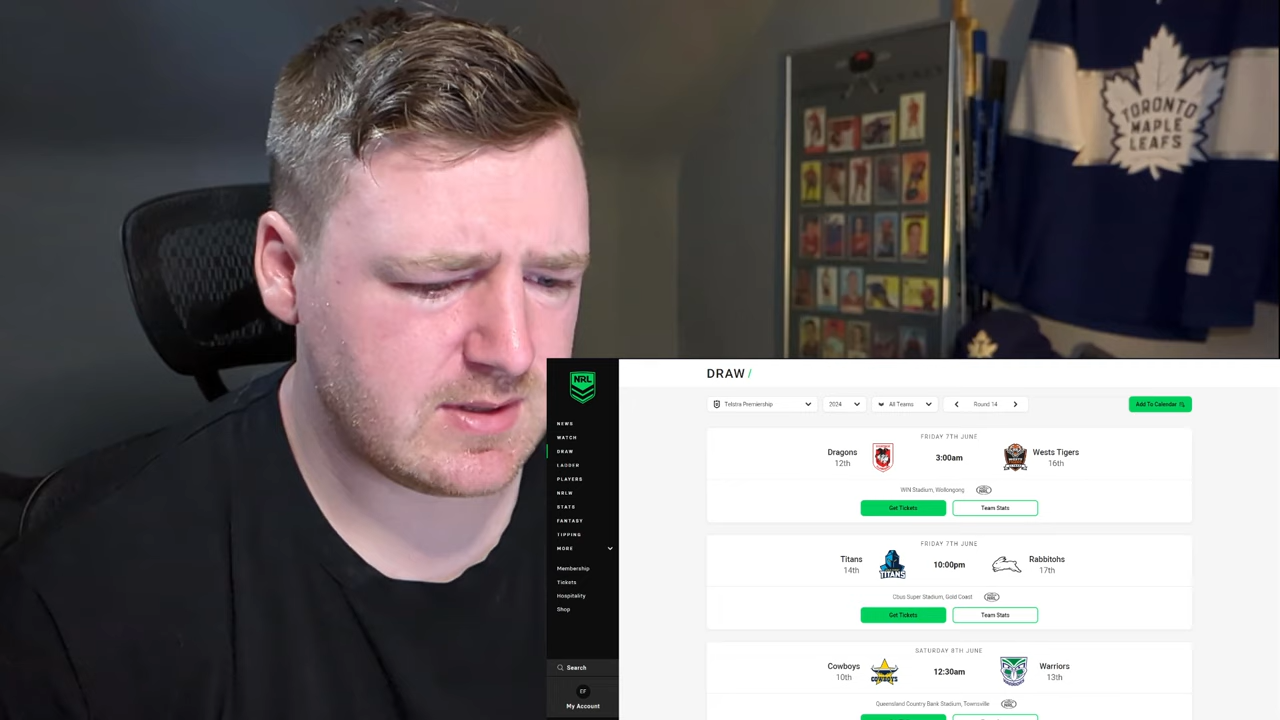 TORONTO
MAPLE
LEAFS
NRL
NEWS
WATCH
DRAW
LADDER
PLAYERS
NRLW
STATS
FANTASY
TIPPING
MORE
Membership
Tickets
Hospitality
Shop
Search
EF
My Account
DRAW /
Telstra Premiership
2024
All Teams
Round 14
Add To Calendar
FRIDAY 7TH JUNE
Dragons
12th
3:00am
Wests Tigers
16th
WIN Stadium, Wollongong
Get Tickets
Team Stats
FRIDAY 7TH JUNE
Titans
14th
TITANS
10:00pm
Rabbitohs
17th
Cbus Super Stadium, Gold Coast
Get Tickets
Team Stats
SATURDAY 8TH JUNE
Cowboys
10th
COWBOYS
12:30am
Warriors
13th
Queensland Country Bank Stadium, Townsville